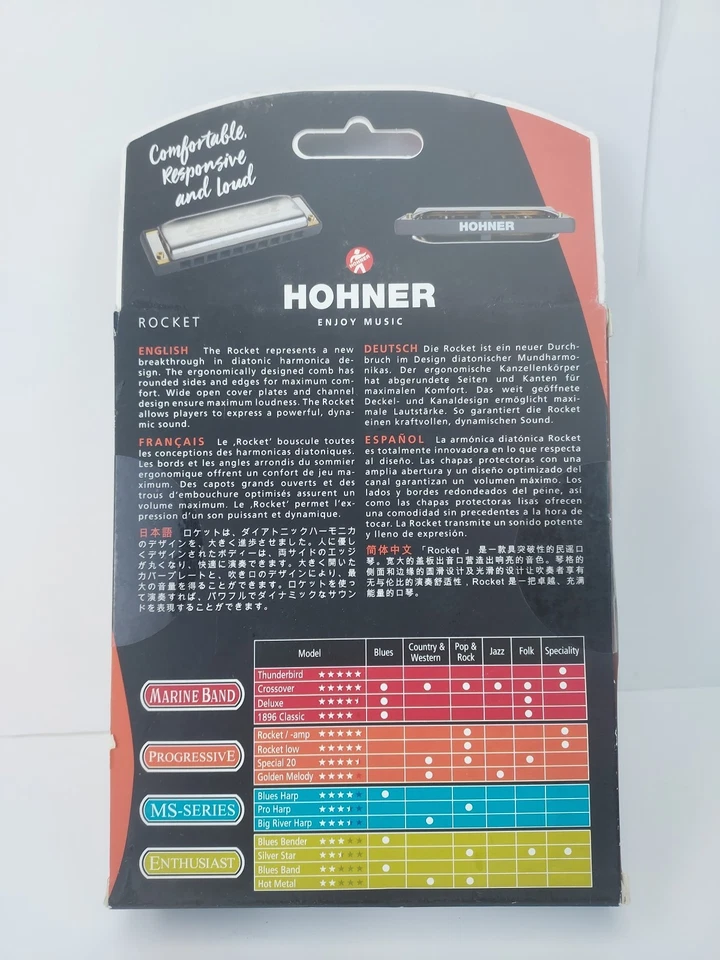 Comfortable,
Responsive
and Loud
HOHNER
HOHNER
ENJOY MUSIC
ROCKET
ENGLISH The Rocket represents a new
breakthrough in diatonic harmonica de-
sign. The ergonomically designed comb has
rounded sides and edges for maximum com-
fort. Wide open cover plates and channel
design ensure maximum loudness. The Rocket
allows players to express a powerful, dyna-
mic sound.
FRANÇAIS Le ‚Rocket' bouscule toutes
les conceptions des harmonicas diatoniques.
Les bords et les angles arrondis du sommier
ergonomique offrent un confort de jeu ma-
ximum. Des capots grands ouverts et des
trous d'embouchure optimisés assurent un
volume maximum. Le ‚Rocket' permet l'ex-
pression d'un son puissant et dynamique.
日本語 ロケットは、ダイアトニックハーモニカ
のデザインを、大きく進歩させました。人に優し
くデザインされたボディーは、両サイドのエッジ
が丸くなり、快適に演奏できます。大きく開いた
カバープレートと、吹き口のデザインにより、最
大の音量を得ることができます。ロケットを使っ
て演奏すれば、パワフルでダイナミックなサウン
ドを表現することができます。
DEUTSCH Die Rocket ist ein neuer Durch-
bruch im Design diatonischer Mundharmo-
nikas. Der ergonomische Kanzellenkörper
hat abgerundete Seiten und Kanten für
maximalen Komfort. Das weit geöffnete
Deckel- und Kanaldesign ermöglicht maxi-
male Lautstärke. So garantiert die Rocket
einen kraftvollen, dynamischen Sound.
ESPAÑOL La armónica diatónica Rocket
es totalmente innovadora en lo que respecta
al diseño. Las chapas protectoras con una
amplia abertura y un diseño optimizado del
canal garantizan un volumen máximo. Los
lados y bordes redondeados del peine, así
como las chapas protectoras lisas ofrecen
una comodidad sin precedentes a la hora de
tocar. La Rocket transmite un sonido potente
y lleno de expresión.
简体中文 「Rocket 」 是一款具突破性的民谣口
琴。宽大的盖板出音口营造出响亮的音色。琴格的
侧面和边缘的圆滑设计及光滑的设计让吹奏者享有
无与伦比的演奏舒适性 , Rocket 是一把卓越、充满
能量的口琴。
Model Blues Country & Western Pop & Rock Jazz Folk Speciality
MARINE BAND
Thunderbird ★★★★★
Crossover ★★★★★
Deluxe ★★★★⯨
1896 Classic ★★★★
PROGRESSIVE
Rocket / -amp ★★★★★
Rocket low ★★★★★
Special 20 ★★★★⯨
Golden Melody ★★★★★
MS-SERIES
Blues Harp ★★★★★
Pro Harp ★★★⯨★
Big River Harp ★★★⯨★
ENTHUSIAST
Blues Bender ★★★★★
Silver Star ★★⯨★★
Blues Band ★★★★★
Hot Metal ★★★★★